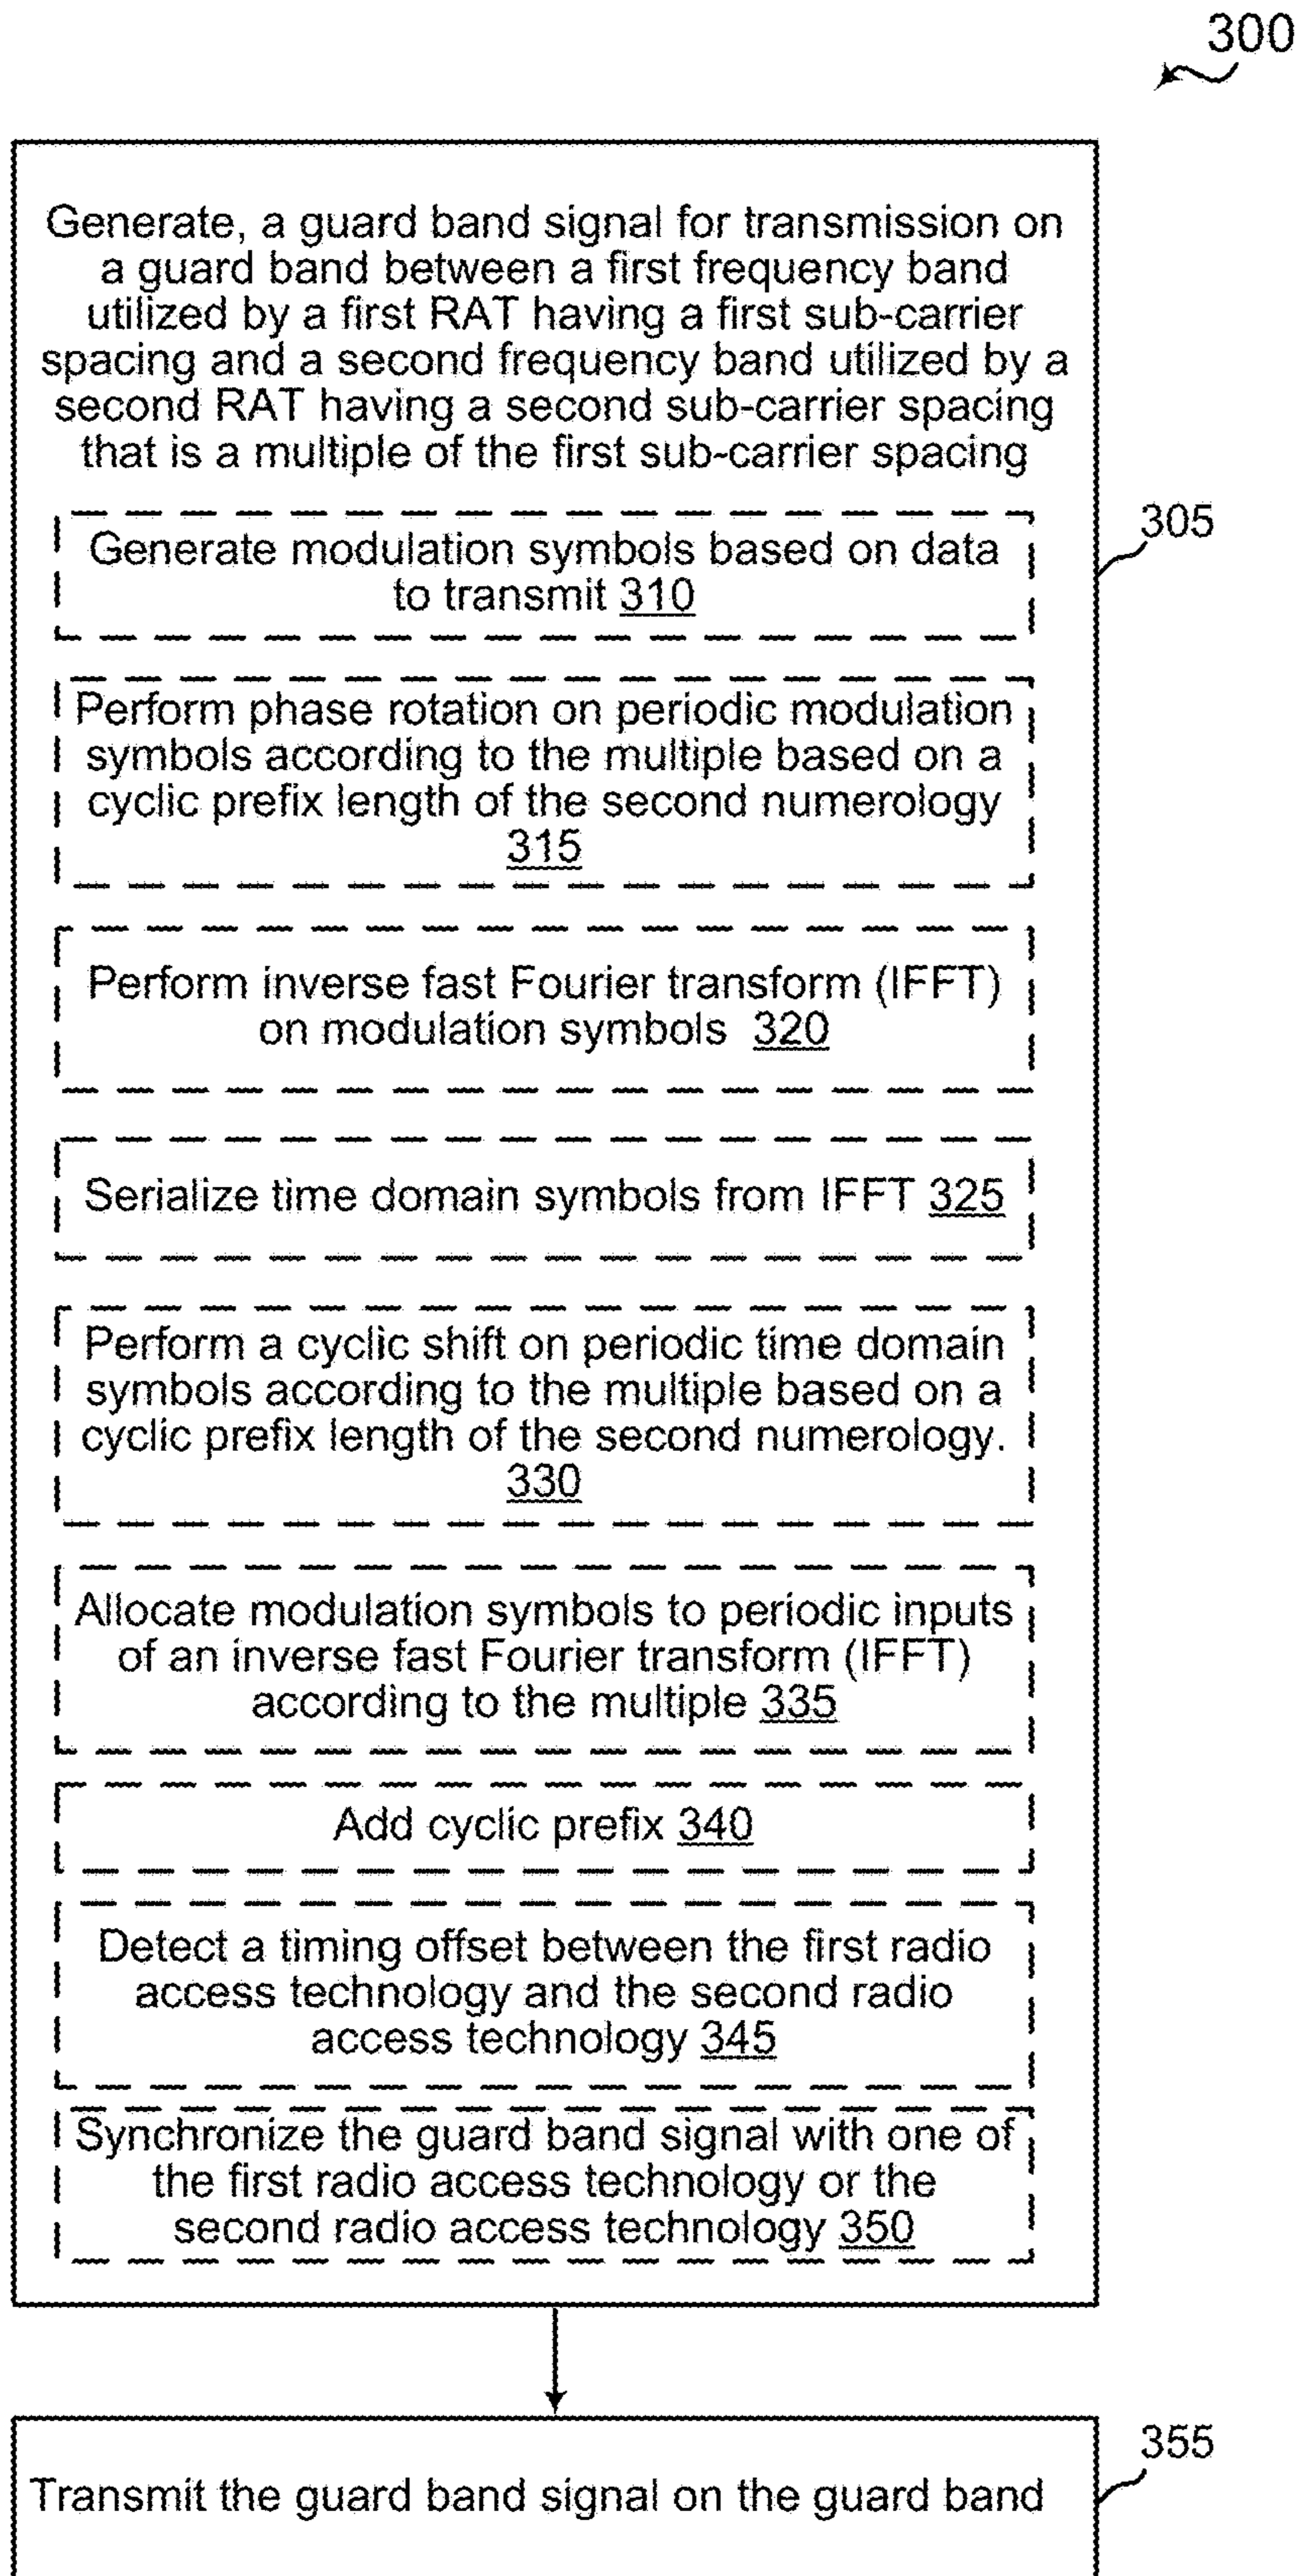 300
Generate, a guard band signal for transmission on
a guard band between a first frequency band
utilized by a first RAT having a first sub-carrier
spacing and a second frequency band utilized by a
second RAT having a second sub-carrier spacing
that is a multiple of the first sub-carrier spacing
305
Generate modulation symbols based on data
to transmit 310
Perform phase rotation on periodic modulation
symbols according to the multiple based on a
cyclic prefix length of the second numerology
315
Perform inverse fast Fourier transform (IFFT)
on modulation symbols 320
Serialize time domain symbols from IFFT 325
Perform a cyclic shift on periodic time domain
symbols according to the multiple based on a
cyclic prefix length of the second numerology.
330
Allocate modulation symbols to periodic inputs
of an inverse fast Fourier transform (IFFT)
according to the multiple 335
Add cyclic prefix 340
Detect a timing offset between the first radio
access technology and the second radio
access technology 345
Synchronize the guard band signal with one of
the first radio access technology or the
second radio access technology 350
355
Transmit the guard band signal on the guard band